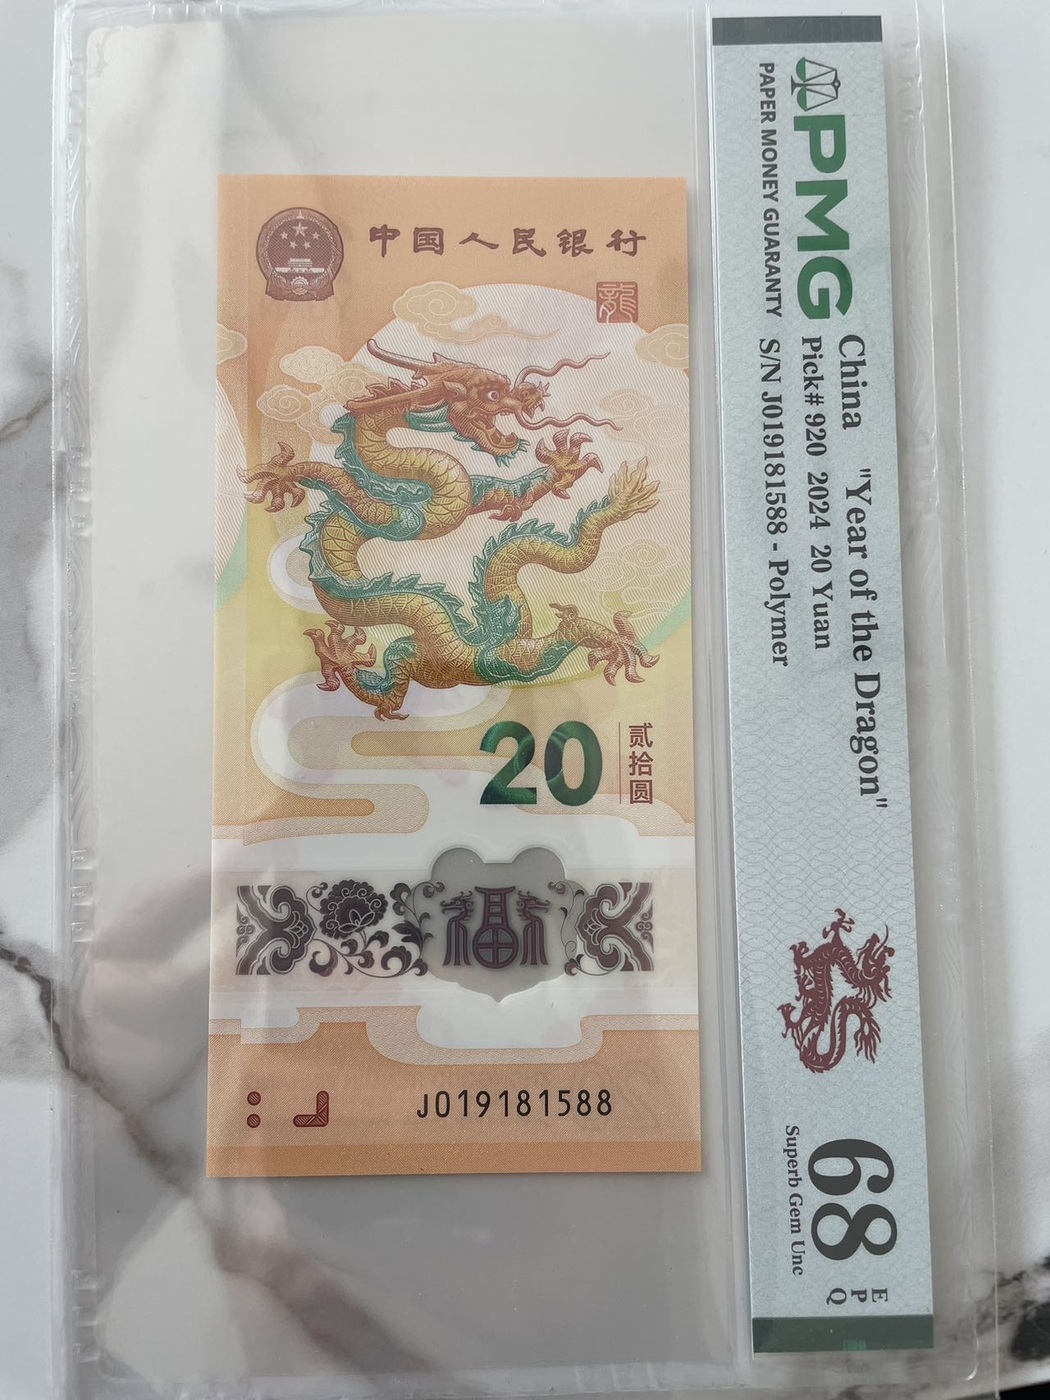 中国人民银行
龍
20
贰拾圆
福
J019181588
PMG
PAPER MONEY GUARANTY
China "Year of the Dragon"
Pick# 920 2024 20 Yuan
S/N J019181588 - Polymer
68
EPQ
Superb Gem Unc